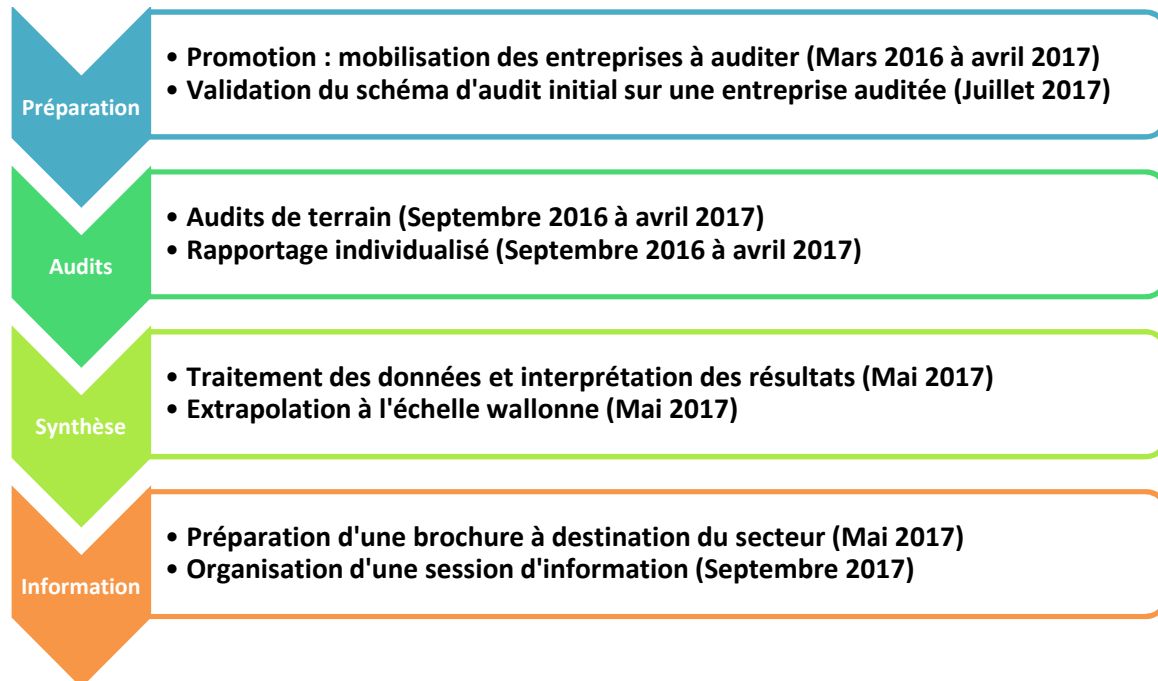 Préparation
• Promotion : mobilisation des entreprises à auditer (Mars 2016 à avril 2017)
• Validation du schéma d'audit initial sur une entreprise auditée (Juillet 2017)
Audits
• Audits de terrain (Septembre 2016 à avril 2017)
• Rapportage individualisé (Septembre 2016 à avril 2017)
Synthèse
• Traitement des données et interprétation des résultats (Mai 2017)
• Extrapolation à l'échelle wallonne (Mai 2017)
Information
• Préparation d'une brochure à destination du secteur (Mai 2017)
• Organisation d'une session d'information (Septembre 2017)